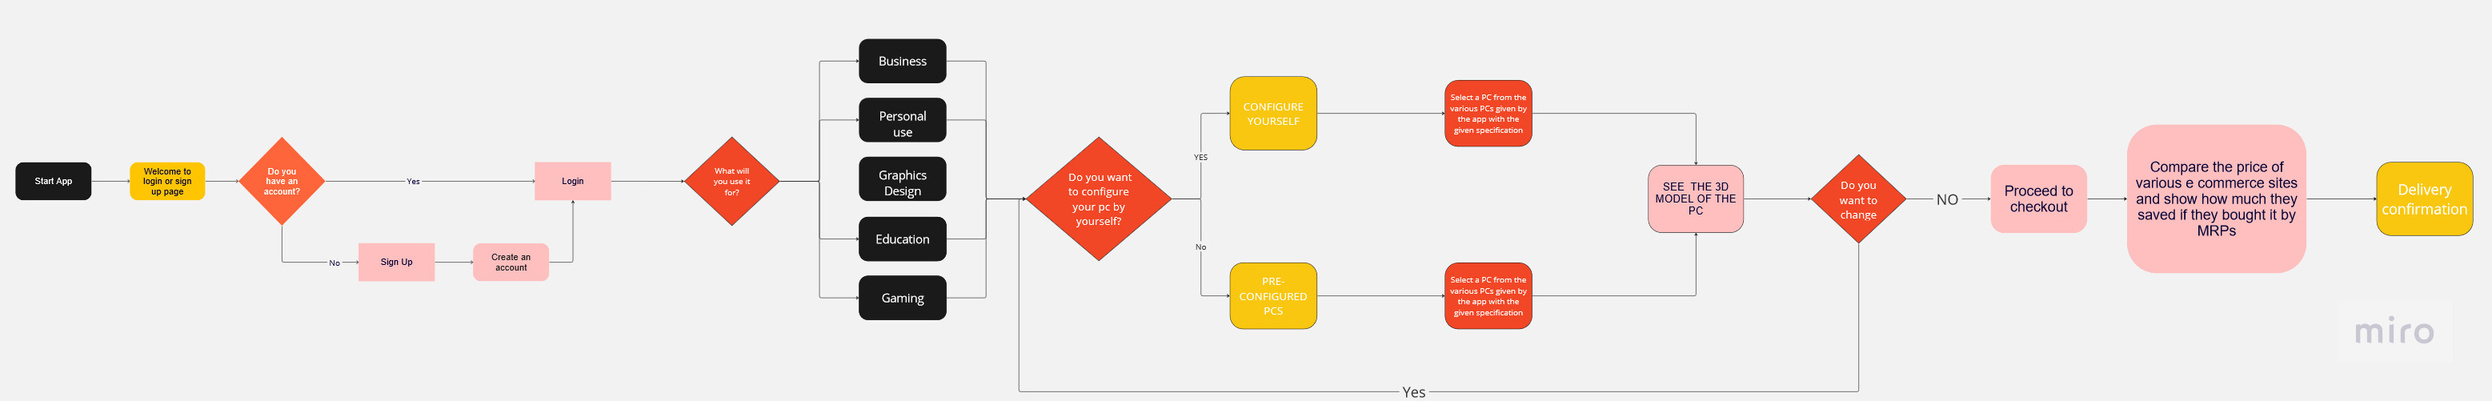 Start App
Welcome to
login or sign
up page
Do you
have an
account?
Yes
No
Sign Up
Create an
account
Login
What will
you use it
for?
Business
Personal
use
Graphics
Design
Education
Gaming
Do you want
to configure
your pc by
yourself?
YES
No
CONFIGURE
YOURSELF
PRE-
CONFIGURED
PCS
Select a PC from the
various PCs given by
the app with the
given specification
Select a PC from the
various PCs given by
the app with the
given specification
SEE THE 3D
MODEL OF THE
PC
Do you
want to
change
Yes
NO
Proceed to
checkout
Compare the price of
various e commerce sites
and show how much they
saved if they bought it by
MRPs
Delivery
confirmation
miro